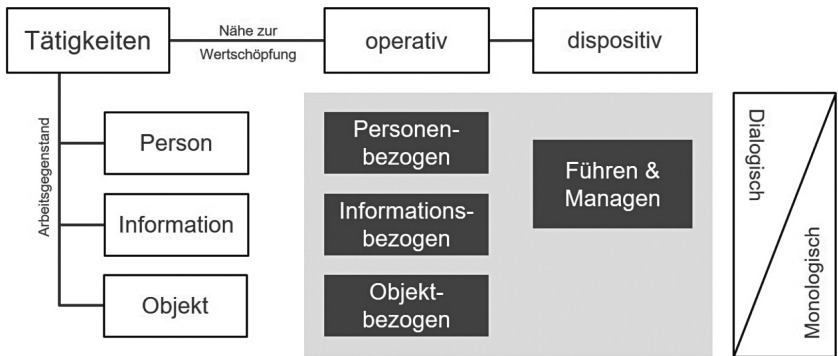 Tätigkeiten
Nähe zur
Wertschöpfung
operativ
dispositiv
Arbeitsgegenstand
Person
Information
Objekt
Personen-
bezogen
Informations-
bezogen
Objekt-
bezogen
Führen &
Managen
Dialogisch
Monologisch